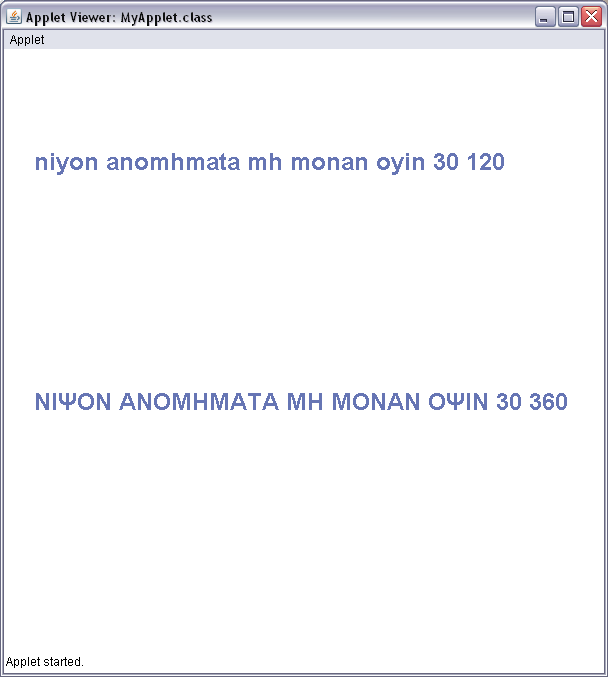 Applet Viewer: MyApplet.class
Applet
niyon anomhmata mh monan oyin 30 120
ΝΙΨΟΝ ΑΝΟΜΗΜΑΤΑ ΜΗ ΜΟΝΑΝ ΟΨΙΝ 30 360
Applet started.